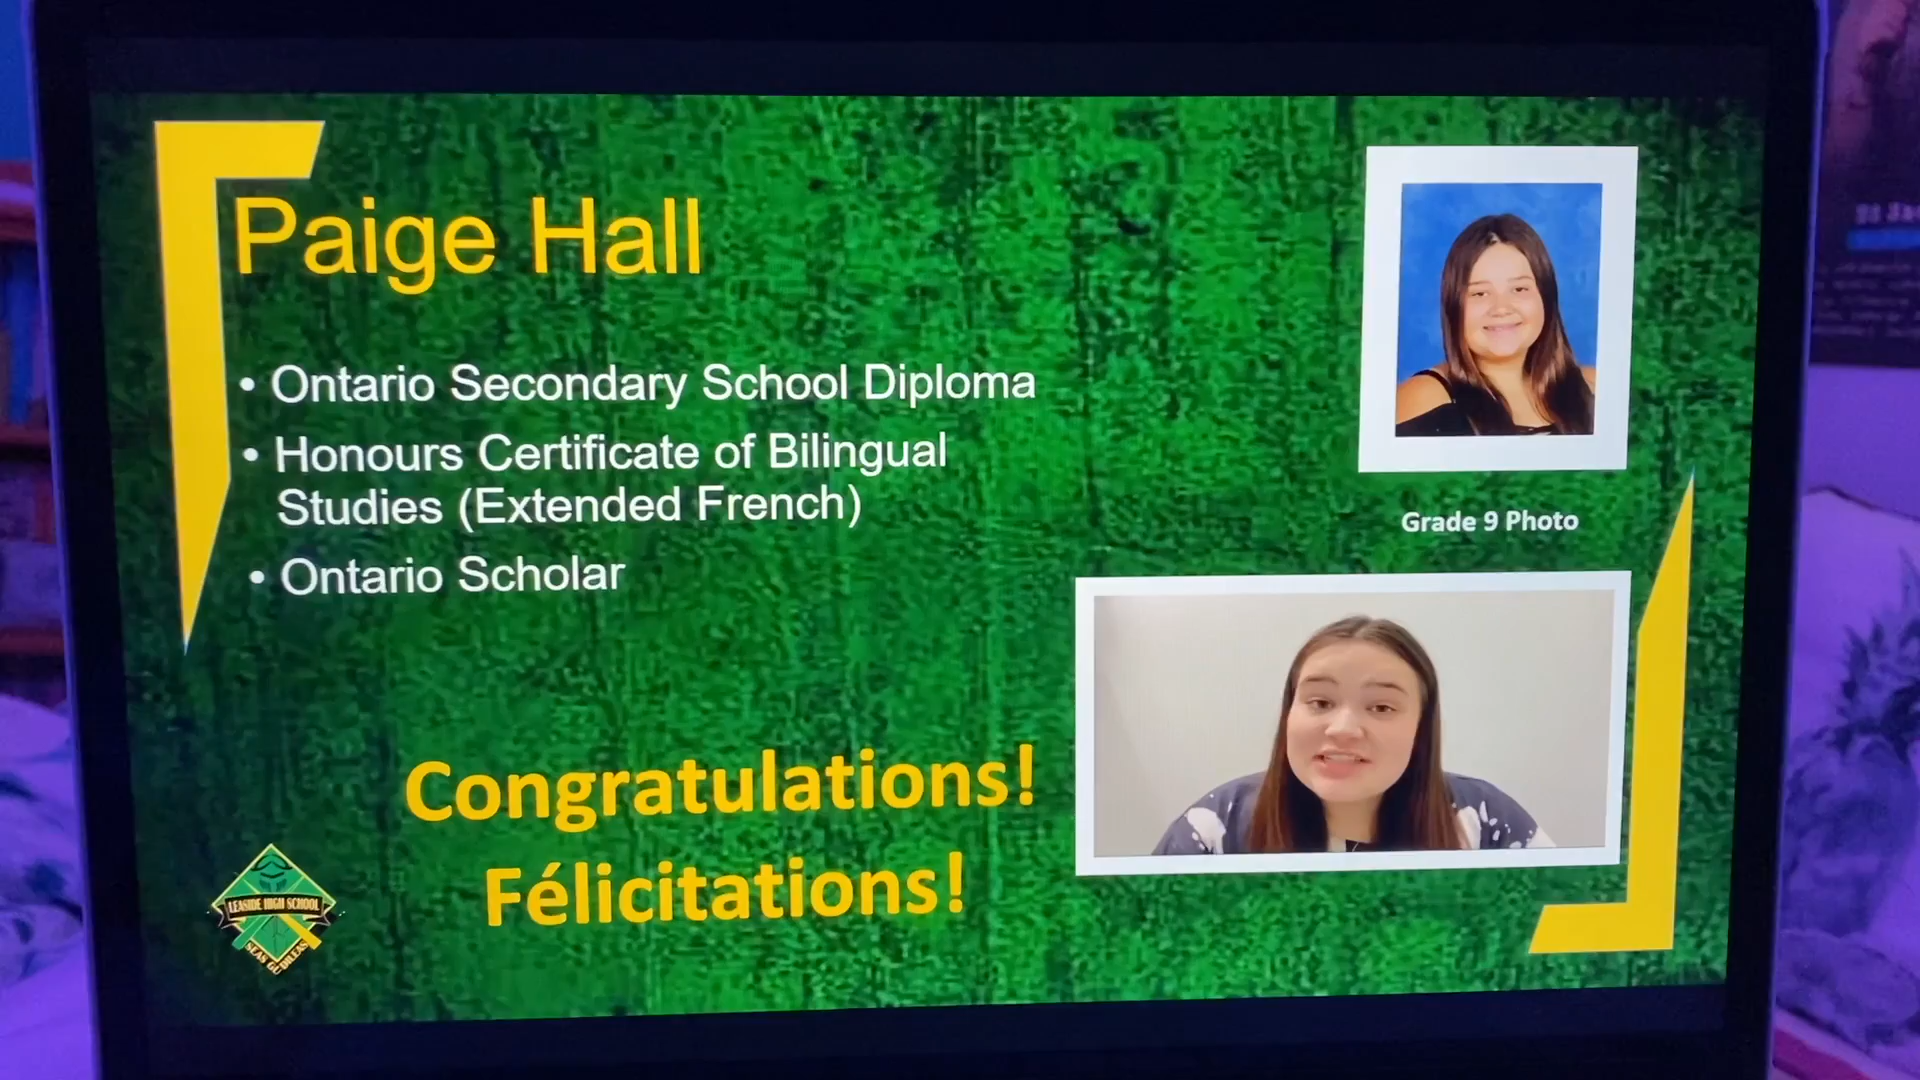 Paige Hall
• Ontario Secondary School Diploma
• Honours Certificate of Bilingual
Studies (Extended French)
• Ontario Scholar
Grade 9 Photo
Congratulations!
Félicitations!
LEASIDE HIGH SCHOOL